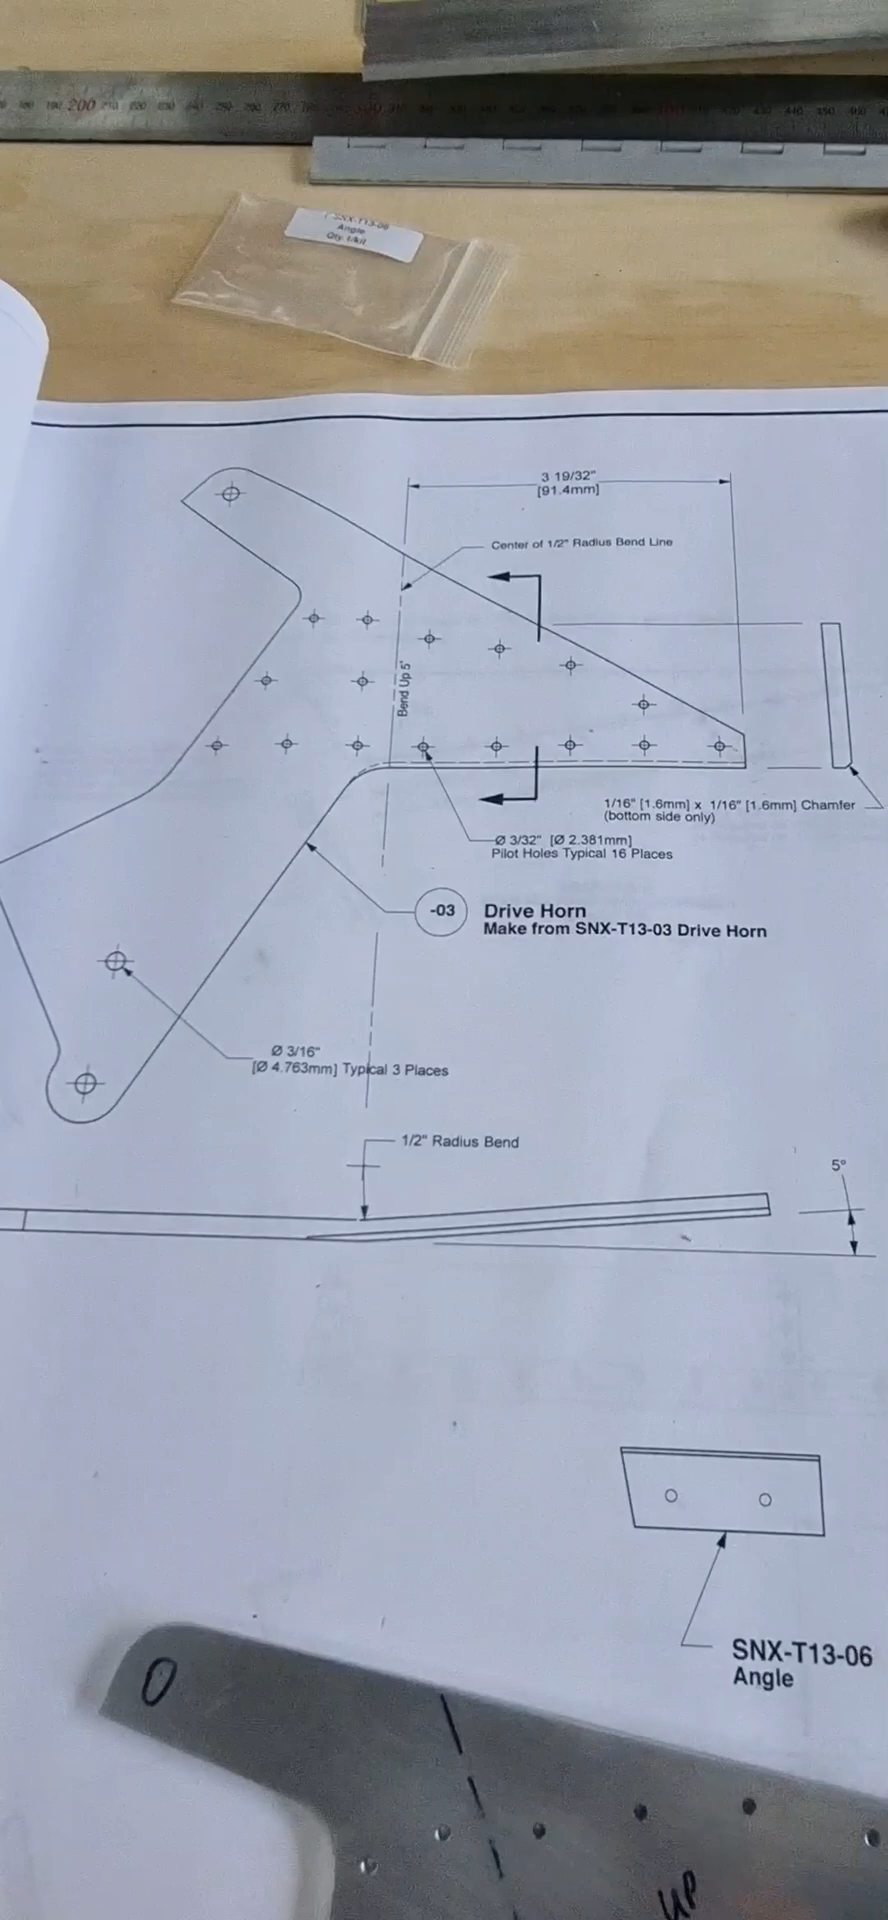 200
SNX-T13-06
Angle
Qty 1/kit
3 19/32"
[91.4mm]
Center of 1/2" Radius Bend Line
Bend Up 5°
1/16" [1.6mm] x 1/16" [1.6mm] Chamfer
(bottom side only)
Ø 3/32" [Ø 2.381mm]
Pilot Holes Typical 16 Places
-03
Drive Horn
Make from SNX-T13-03 Drive Horn
Ø 3/16"
[Ø 4.763mm] Typical 3 Places
1/2" Radius Bend
5°
SNX-T13-06
Angle
O
UP